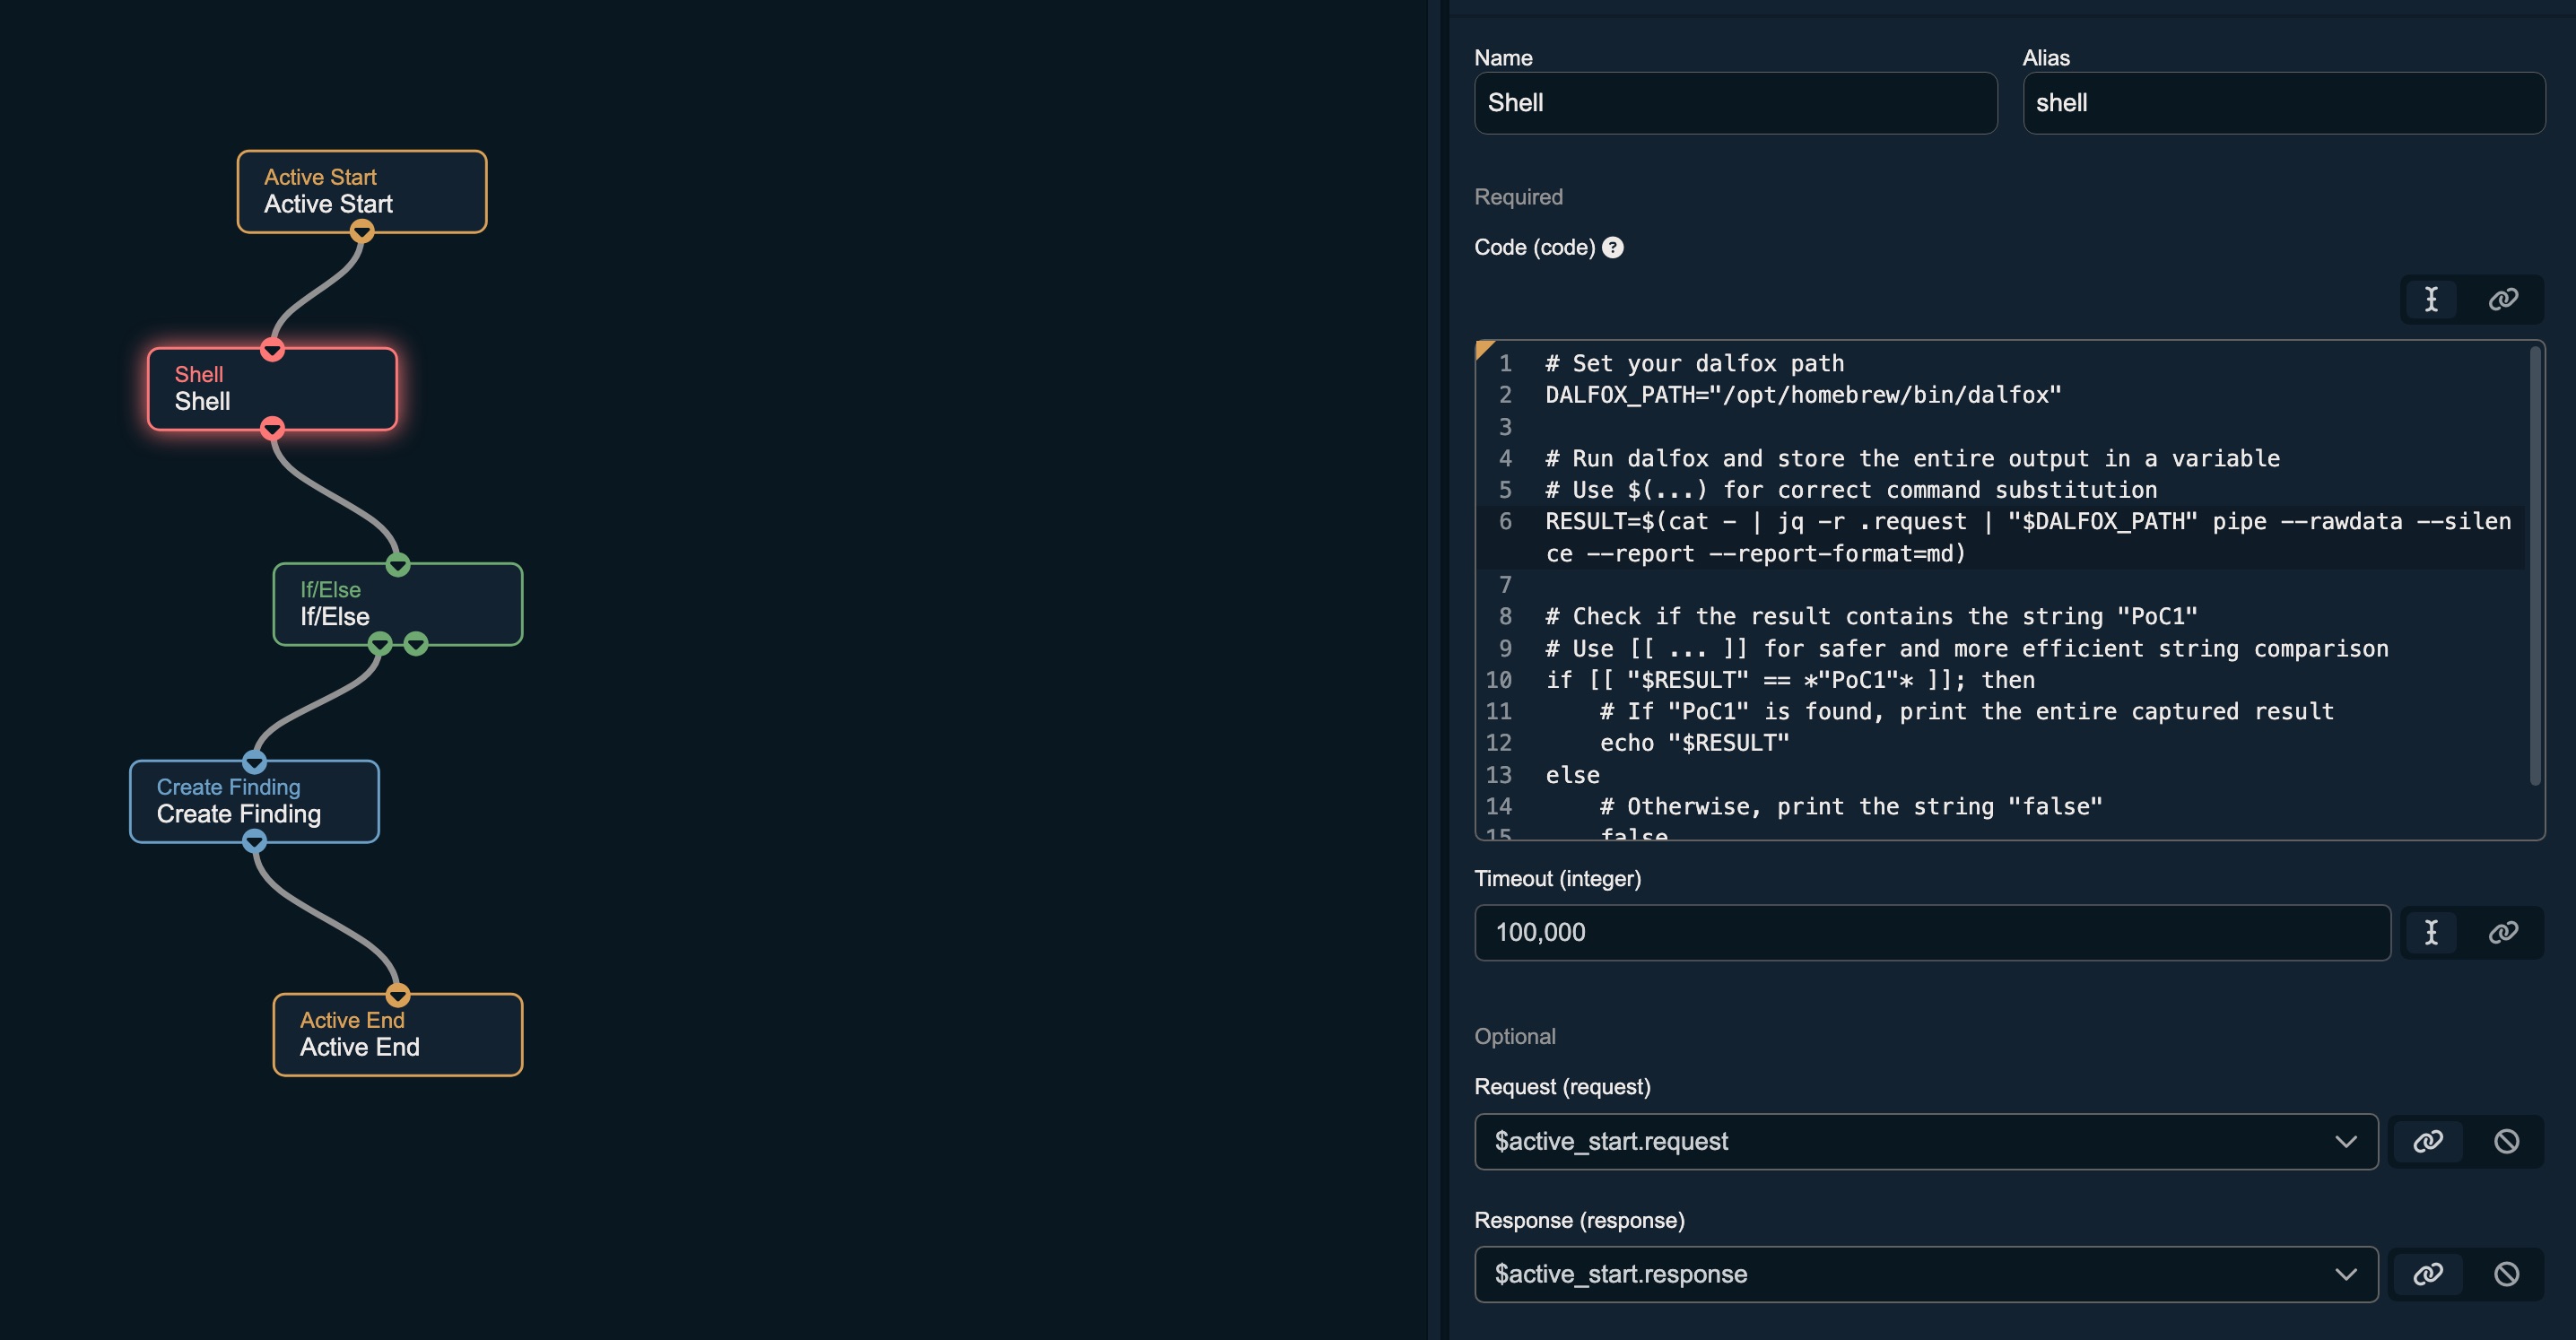 Active Start
Active Start
Shell
Shell
If/Else
If/Else
Create Finding
Create Finding
Active End
Active End
Name
Alias
Shell
shell
Required
Code (code) ?
1 # Set your dalfox path
2 DALFOX_PATH="/opt/homebrew/bin/dalfox"
3
4 # Run dalfox and store the entire output in a variable
5 # Use $(...) for correct command substitution
6 RESULT=$(cat - | jq -r .request | "$DALFOX_PATH" pipe --rawdata --silen
ce --report --report-format=md)
7
8 # Check if the result contains the string "PoC1"
9 # Use [[ ... ]] for safer and more efficient string comparison
10 if [[ "$RESULT" == *"PoC1"* ]]; then
11     # If "PoC1" is found, print the entire captured result
12     echo "$RESULT"
13 else
14     # Otherwise, print the string "false"
15     false
Timeout (integer)
100,000
Optional
Request (request)
$active_start.request
Response (response)
$active_start.response